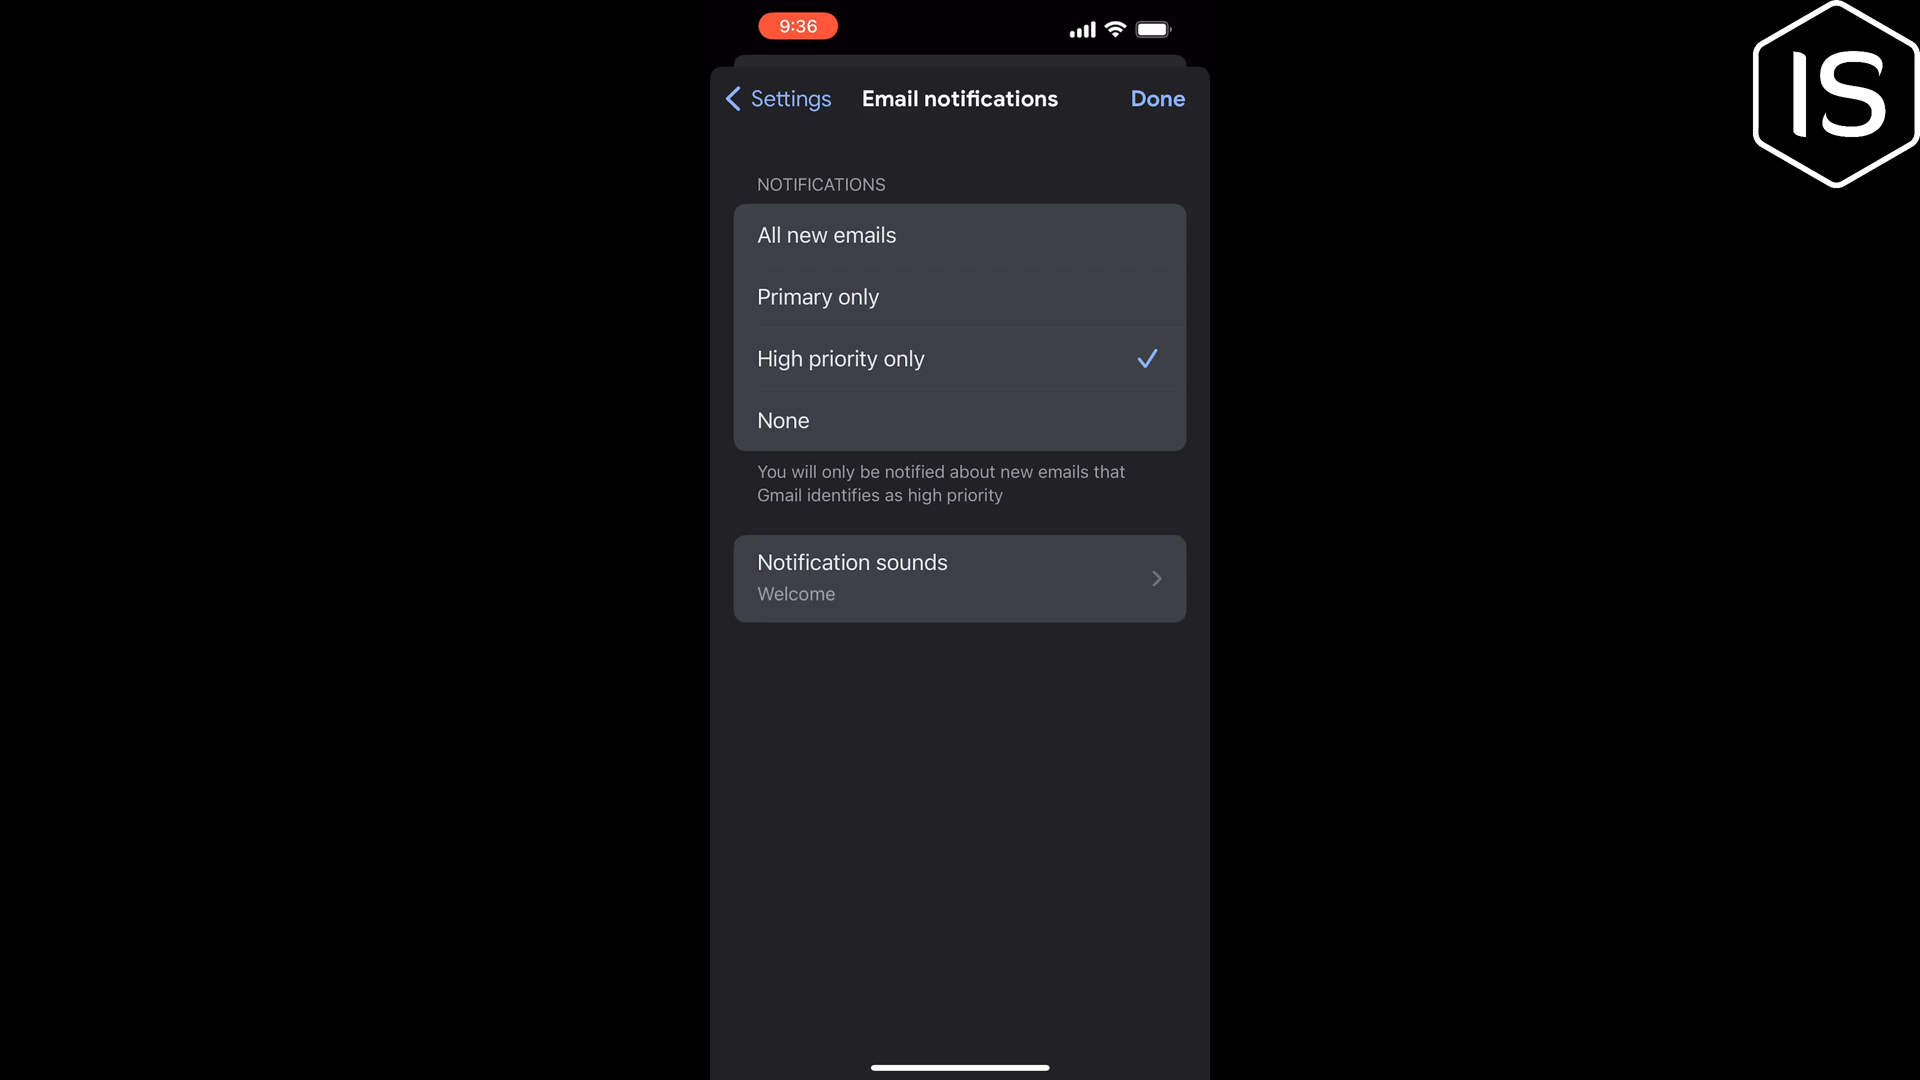 9:36
IS
Settings
Email notifications
Done
NOTIFICATIONS
All new emails
Primary only
High priority only
None
You will only be notified about new emails that
Gmail identifies as high priority
Notification sounds
Welcome